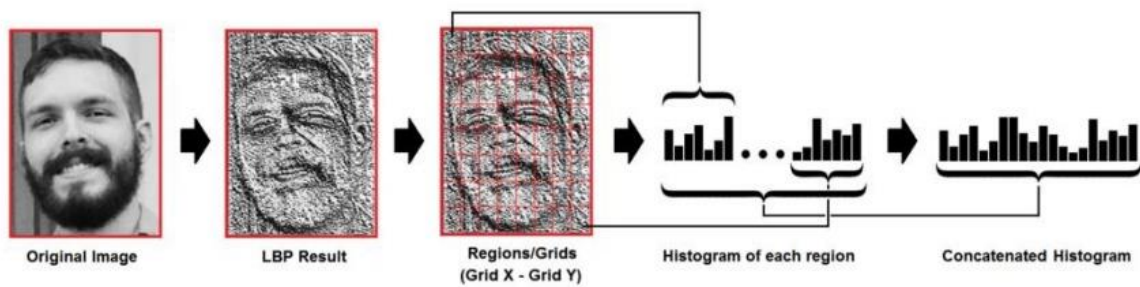 Original Image
LBP Result
Regions/Grids
(Grid X - Grid Y)
Histogram of each region
Concatenated Histogram